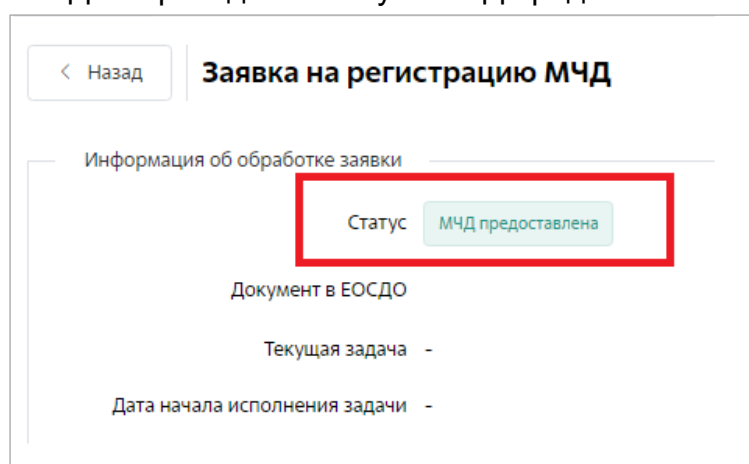 < Назад
Заявка на регистрацию МЧД
Информация об обработке заявки
Статус МЧД предоставлена
Документ в ЕОСДО
Текущая задача -
Дата начала исполнения задачи -